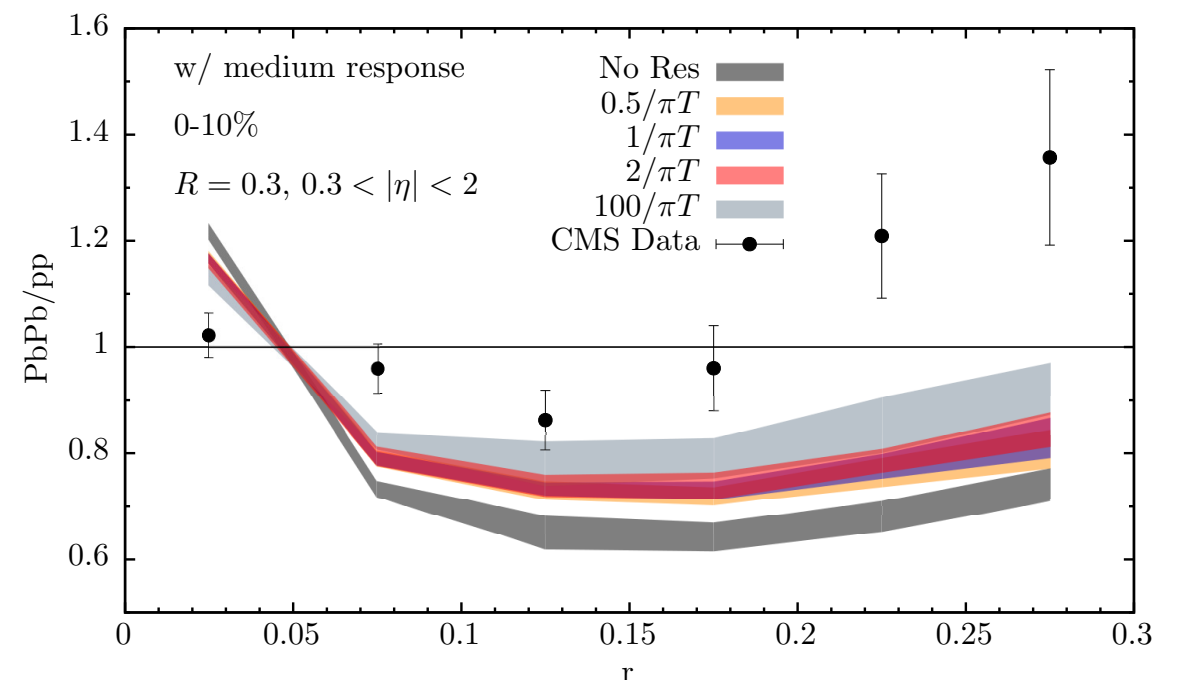 1.6
1.4
1.2
1
0.8
0.6
PbPb/pp
w/ medium response
0-10%
R = 0.3, 0.3 < |η| < 2
No Res
0.5/πT
1/πT
2/πT
100/πT
CMS Data
0 0.05 0.1 0.15 0.2 0.25 0.3
r